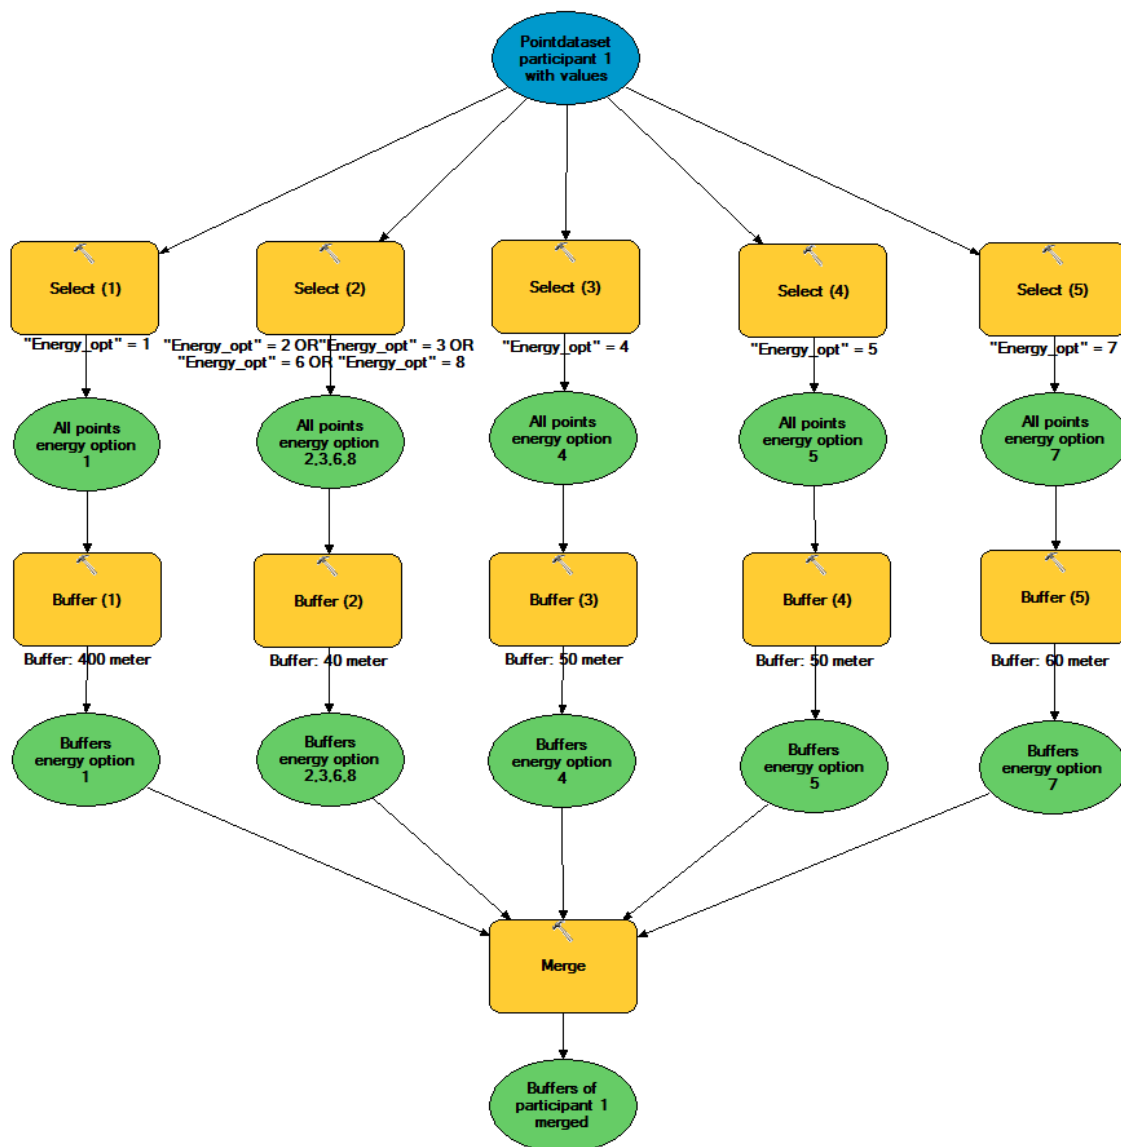 Pointdataset
participant 1
with values
Select (1)
Select (2)
Select (3)
Select (4)
Select (5)
"Energy_opt" = 1
"Energy_opt" = 2 OR"Energy_opt" = 3 OR
"Energy_opt" = 6 OR "Energy_opt" = 8
"Energy_opt" = 4
"Energy_opt" = 5
"Energy_opt" = 7
All points
energy option
1
All points
energy option
2,3,6,8
All points
energy option
4
All points
energy option
5
All points
energy option
7
Buffer (1)
Buffer (2)
Buffer (3)
Buffer (4)
Buffer (5)
Buffer: 400 meter
Buffer: 40 meter
Buffer: 50 meter
Buffer: 50 meter
Buffer: 60 meter
Buffers
energy option
1
Buffers
energy option
2,3,6,8
Buffers
energy option
4
Buffers
energy option
5
Buffers
energy option
7
Merge
Buffers of
participant 1
merged